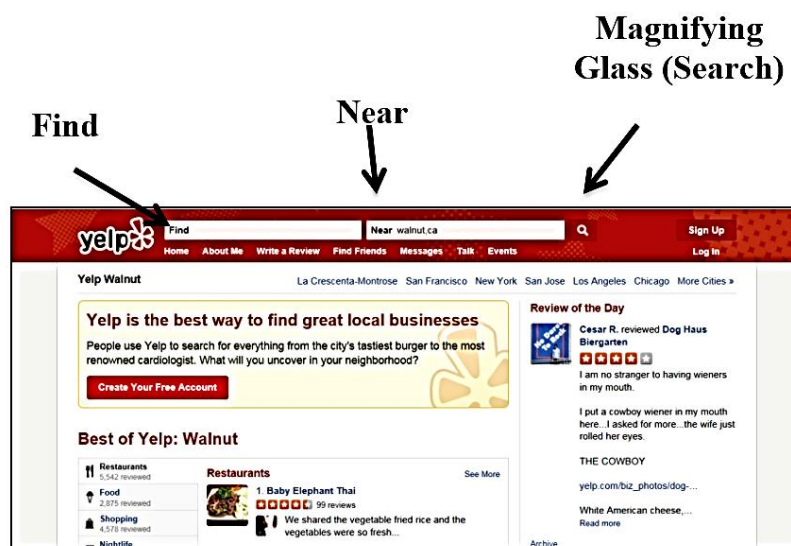 Magnifying
Glass (Search)
Near
Find
yelp
Find
Near walnut,ca
Sign Up
Home About Me Write a Review Find Friends Messages Talk Events
Log In
Yelp Walnut
La Crescenta-Montrose San Francisco New York San Jose Los Angeles Chicago More Cities »
Yelp is the best way to find great local businesses
People use Yelp to search for everything from the city's tastiest burger to the most
renowned cardiologist. What will you uncover in your neighborhood?
Create Your Free Account
Review of the Day
Cesar R. reviewed Dog Haus
Biergarten
I am no stranger to having wieners
in my mouth.
I put a cowboy wiener in my mouth
here...I asked for more...the wife just
rolled her eyes.
THE COWBOY
yelp.com/biz_photos/dog-...
White American cheese,...
Read more
Archive
Best of Yelp: Walnut
Restaurants
5,542 reviewed
Food
2,875 reviewed
Shopping
4,578 reviewed
Nightlife
Restaurants
See More
1. Baby Elephant Thai
99 reviews
We shared the vegetable fried rice and the
vegetables were so fresh...